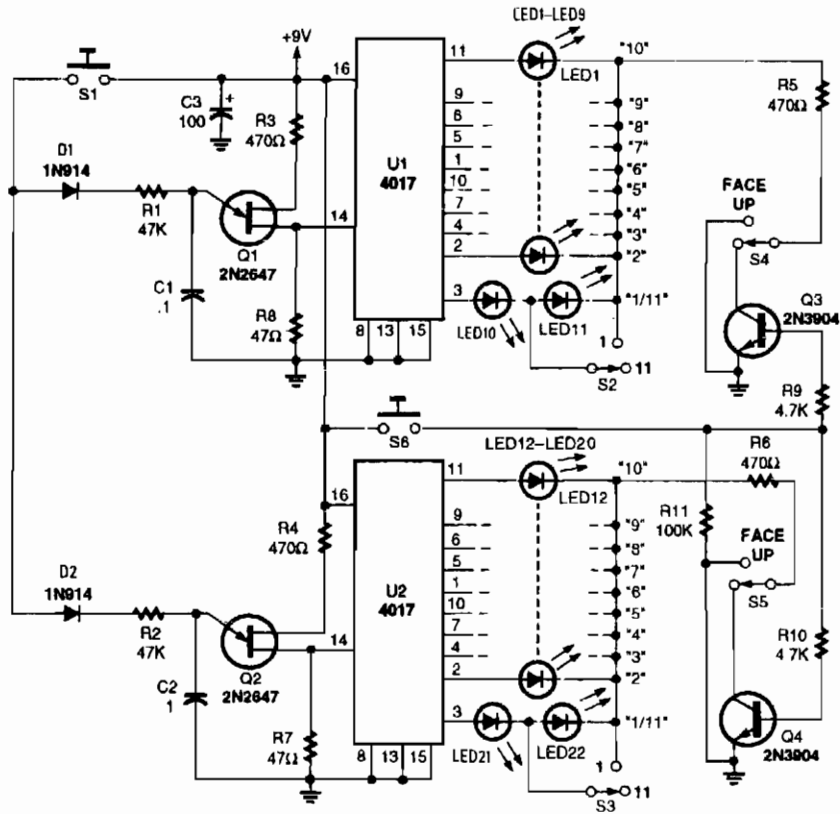 LED1–LED9
+9V
11
"10"
16
LED1
S1
C3
100
+
R3
470Ω
9
"9"
R5
470Ω
6
"8"
5
"7"
D1
1N914
U1
4017
1
"6"
10
"5"
FACE
UP
7
"4"
R1
47K
14
4
"3"
S4
2
"2"
Q1
2N2647
Q3
2N3904
C1
.1
3
"1/11"
R8
47Ω
LED10
LED11
8
13
15
1
11
S2
R9
4.7K
S6
LED12–LED20
R6
470Ω
11
"10"
16
LED12
R4
470Ω
9
"9"
R11
100K
6
"8"
FACE
UP
5
"7"
D2
1N914
U2
4017
1
"6"
S5
10
"5"
R2
47K
14
7
"4"
R10
4.7K
4
"3"
2
"2"
Q2
2N2647
C2
1
3
"1/11"
R7
47Ω
LED21
LED22
Q4
2N3904
8
13
15
1
11
S3